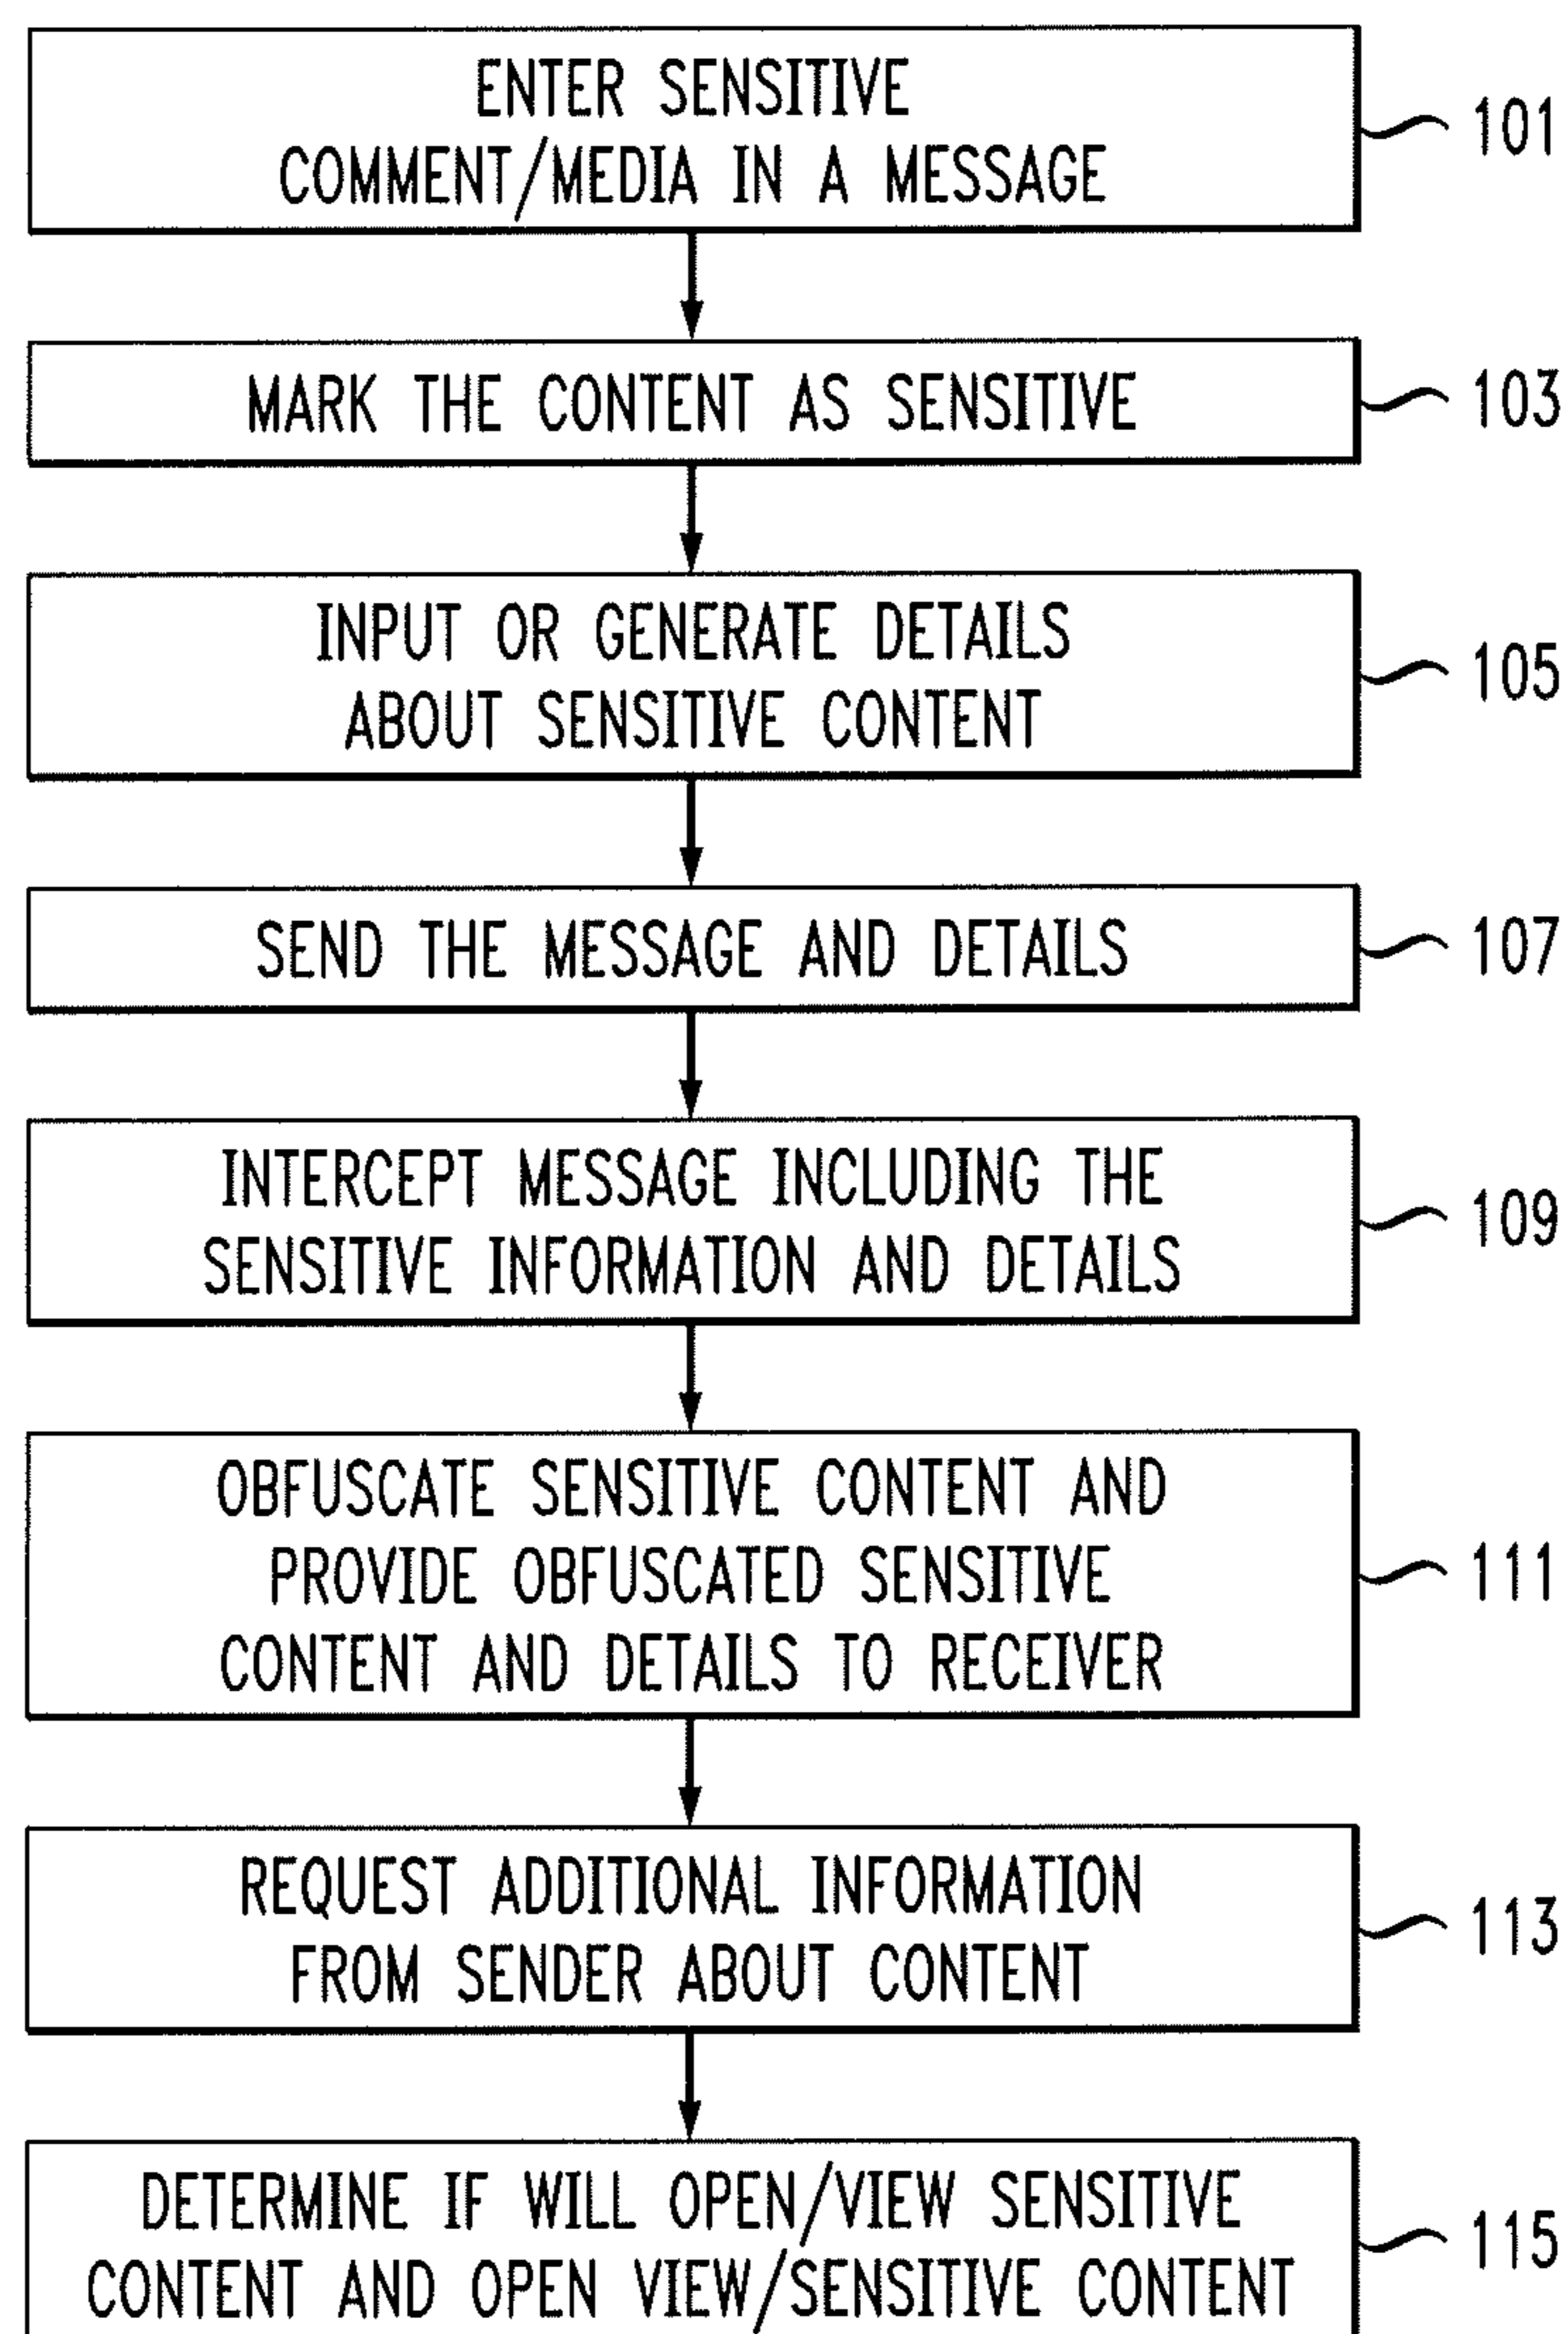 ENTER SENSITIVE
COMMENT/MEDIA IN A MESSAGE
101
MARK THE CONTENT AS SENSITIVE
103
INPUT OR GENERATE DETAILS
ABOUT SENSITIVE CONTENT
105
SEND THE MESSAGE AND DETAILS
107
INTERCEPT MESSAGE INCLUDING THE
SENSITIVE INFORMATION AND DETAILS
109
OBFUSCATE SENSITIVE CONTENT AND
PROVIDE OBFUSCATED SENSITIVE
CONTENT AND DETAILS TO RECEIVER
111
REQUEST ADDITIONAL INFORMATION
FROM SENDER ABOUT CONTENT
113
DETERMINE IF WILL OPEN/VIEW SENSITIVE
CONTENT AND OPEN VIEW/SENSITIVE CONTENT
115